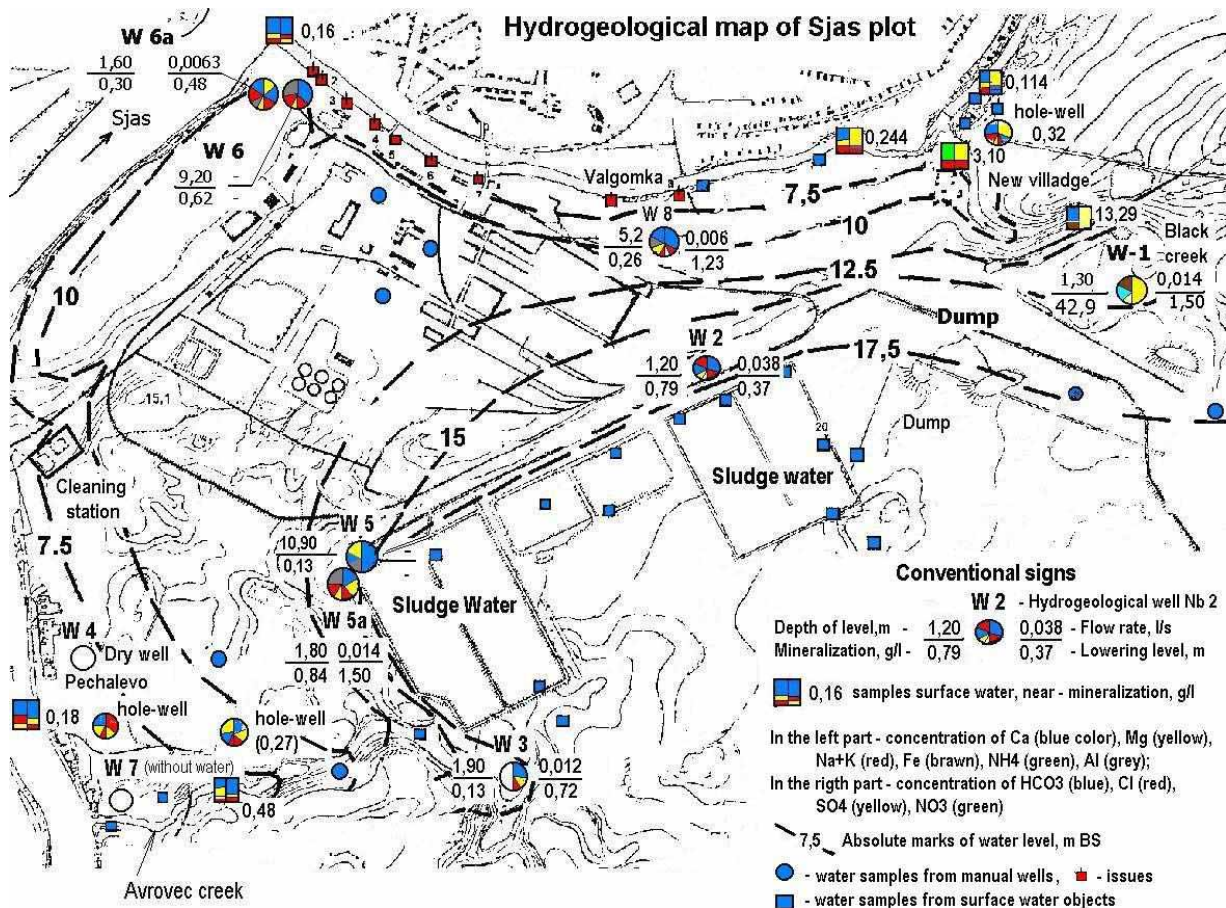 Hydrogeological map of Sjas plot
W 6a
0,16
1,60 0,0063
0,30 0,48
Sjas
3
4
5
6
W 6
9,20 -
0,62 -
Valgomka
0,244
0,114
hole-well
0,32
3,10
New villadge
13,29
Black
creek
W-1
1,30 0,014
42,9 1,50
7,5
10
12.5
W 8
5,2 0,006
0,26 1,23
10
Dump
17,5
W 2
1,20 0,038
0,79 0,37
Dump
15.1
15
20
Sludge water
Cleaning
station
7.5
W 5
10,90 -
0,13 -
W 5a
1,80 0,014
0,84 1,50
Sludge Water
W 4
Dry well
Pechalevo
0,18
hole-well
hole-well
(0,27)
W 7 (without water)
0,48
W 3
1,90 0,012
0,13 0,72
Avrovec creek
Conventional signs
W 2 - Hydrogeological well Nb 2
Depth of level,m - 1,20 0,038 - Flow rate, l/s
Mineralization, g/l - 0,79 0,37 - Lowering level, m
0,16 samples surface water, near - mineralization, g/l
In the left part - concentration of Ca (blue color), Mg (yellow),
Na+K (red), Fe (brawn), NH4 (green), Al (grey);
In the rigth part - concentration of HCO3 (blue), Cl (red),
SO4 (yellow), NO3 (green)
7,5 Absolute marks of water level, m BS
- water samples from manual wells, - issues
- water samples from surface water objects